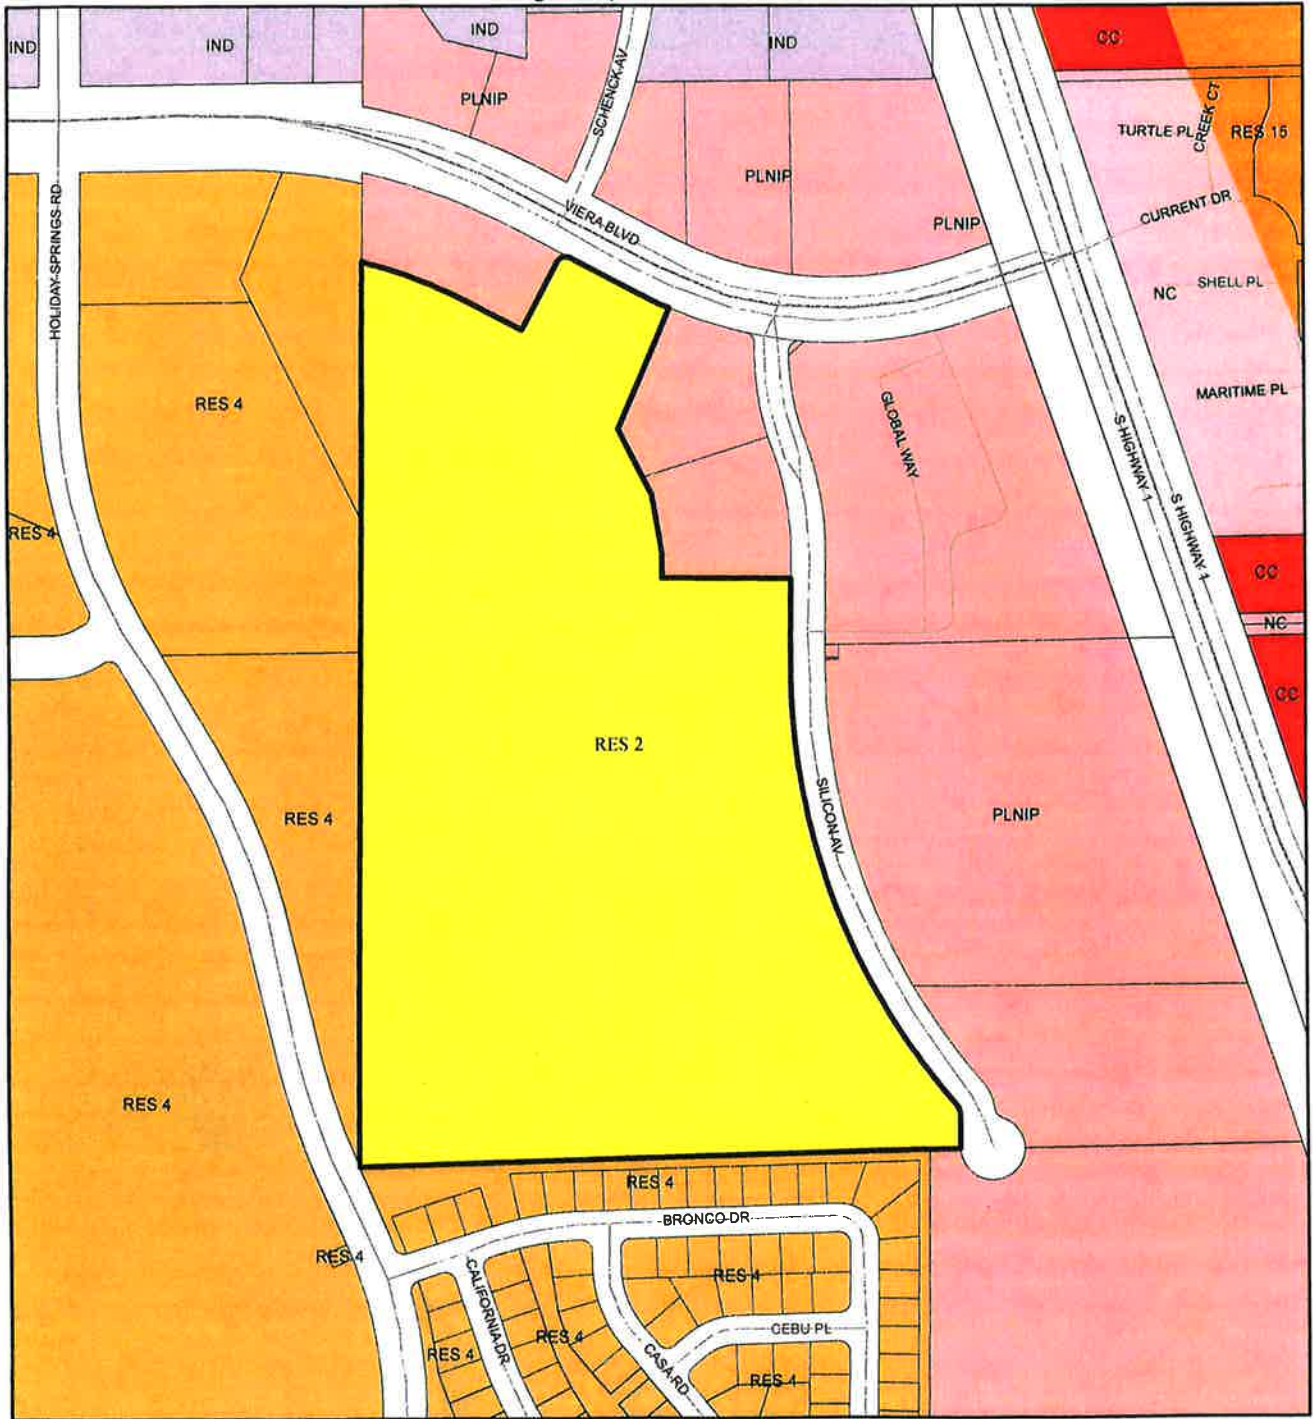 IND
IND
IND
IND
CC
PLNIP
SCHENCK AV
TURTLE PL
CREEK CT
RES 15
PLNIP
HOLIDAY SPRINGS RD
VIERA BLVD
PLNIP
CURRENT DR
NC
SHELL PL
MARITIME PL
RES 4
GLOBAL WAY
S HIGHWAY 1
S HIGHWAY 1
RES 4
CC
NC
CC
RES 2
SILICON AV
RES 4
PLNIP
RES 4
RES 4
BRONCO DR
RES 4
RES 4
CALIFORNIA DR
CEBU PL
RES 4
RES 4
CASA RD
RES 4